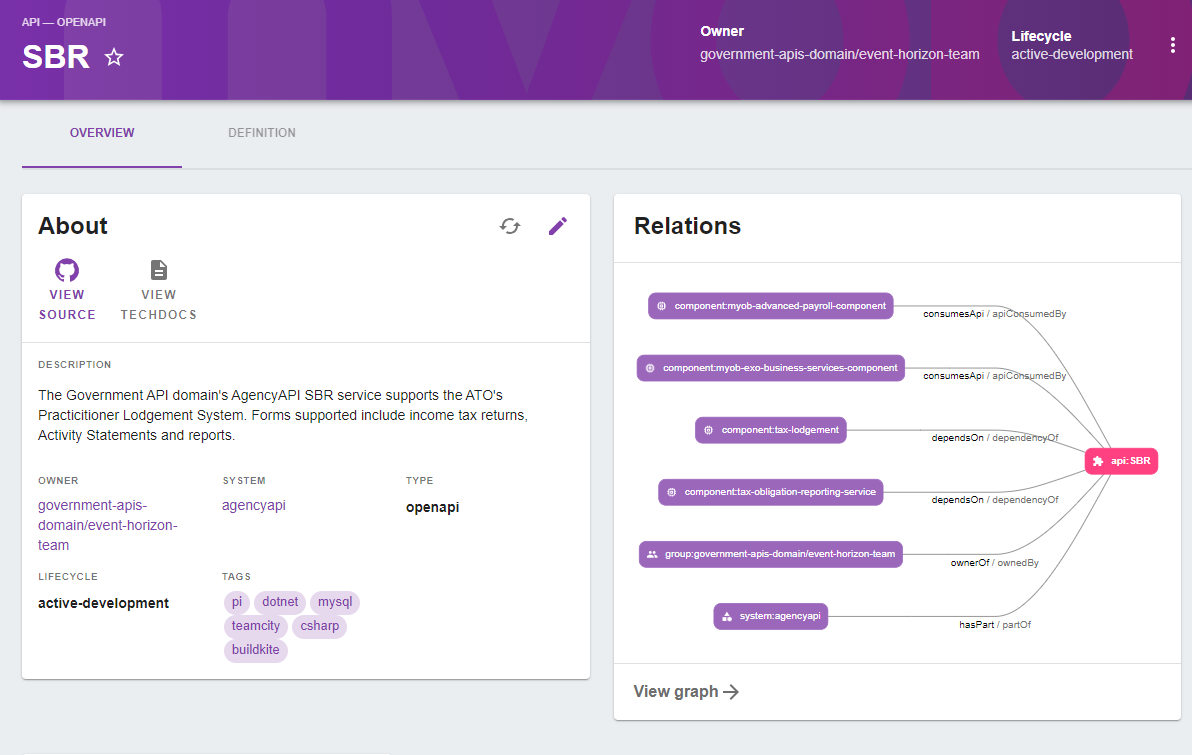 API — OPENAPI
SBR
Owner
government-apis-domain/event-horizon-team
Lifecycle
active-development
OVERVIEW
DEFINITION
About
VIEW
SOURCE
VIEW
TECHDOCS
DESCRIPTION
The Government API domain's AgencyAPI SBR service supports the ATO's
Practicitioner Lodgement System. Forms supported include income tax returns,
Activity Statements and reports.
OWNER
government-apis-
domain/event-horizon-
team
SYSTEM
agencyapi
TYPE
openapi
LIFECYCLE
active-development
TAGS
pi dotnet mysql
teamcity csharp
buildkite
Relations
component:myob-advanced-payroll-component
consumesApi / apiConsumedBy
component:myob-exo-business-services-component
consumesApi / apiConsumedBy
component:tax-lodgement
dependsOn / dependencyOf
api:SBR
component:tax-obligation-reporting-service
dependsOn / dependencyOf
group:government-apis-domain/event-horizon-team
ownerOf / ownedBy
system:agencyapi
hasPart / partOf
View graph